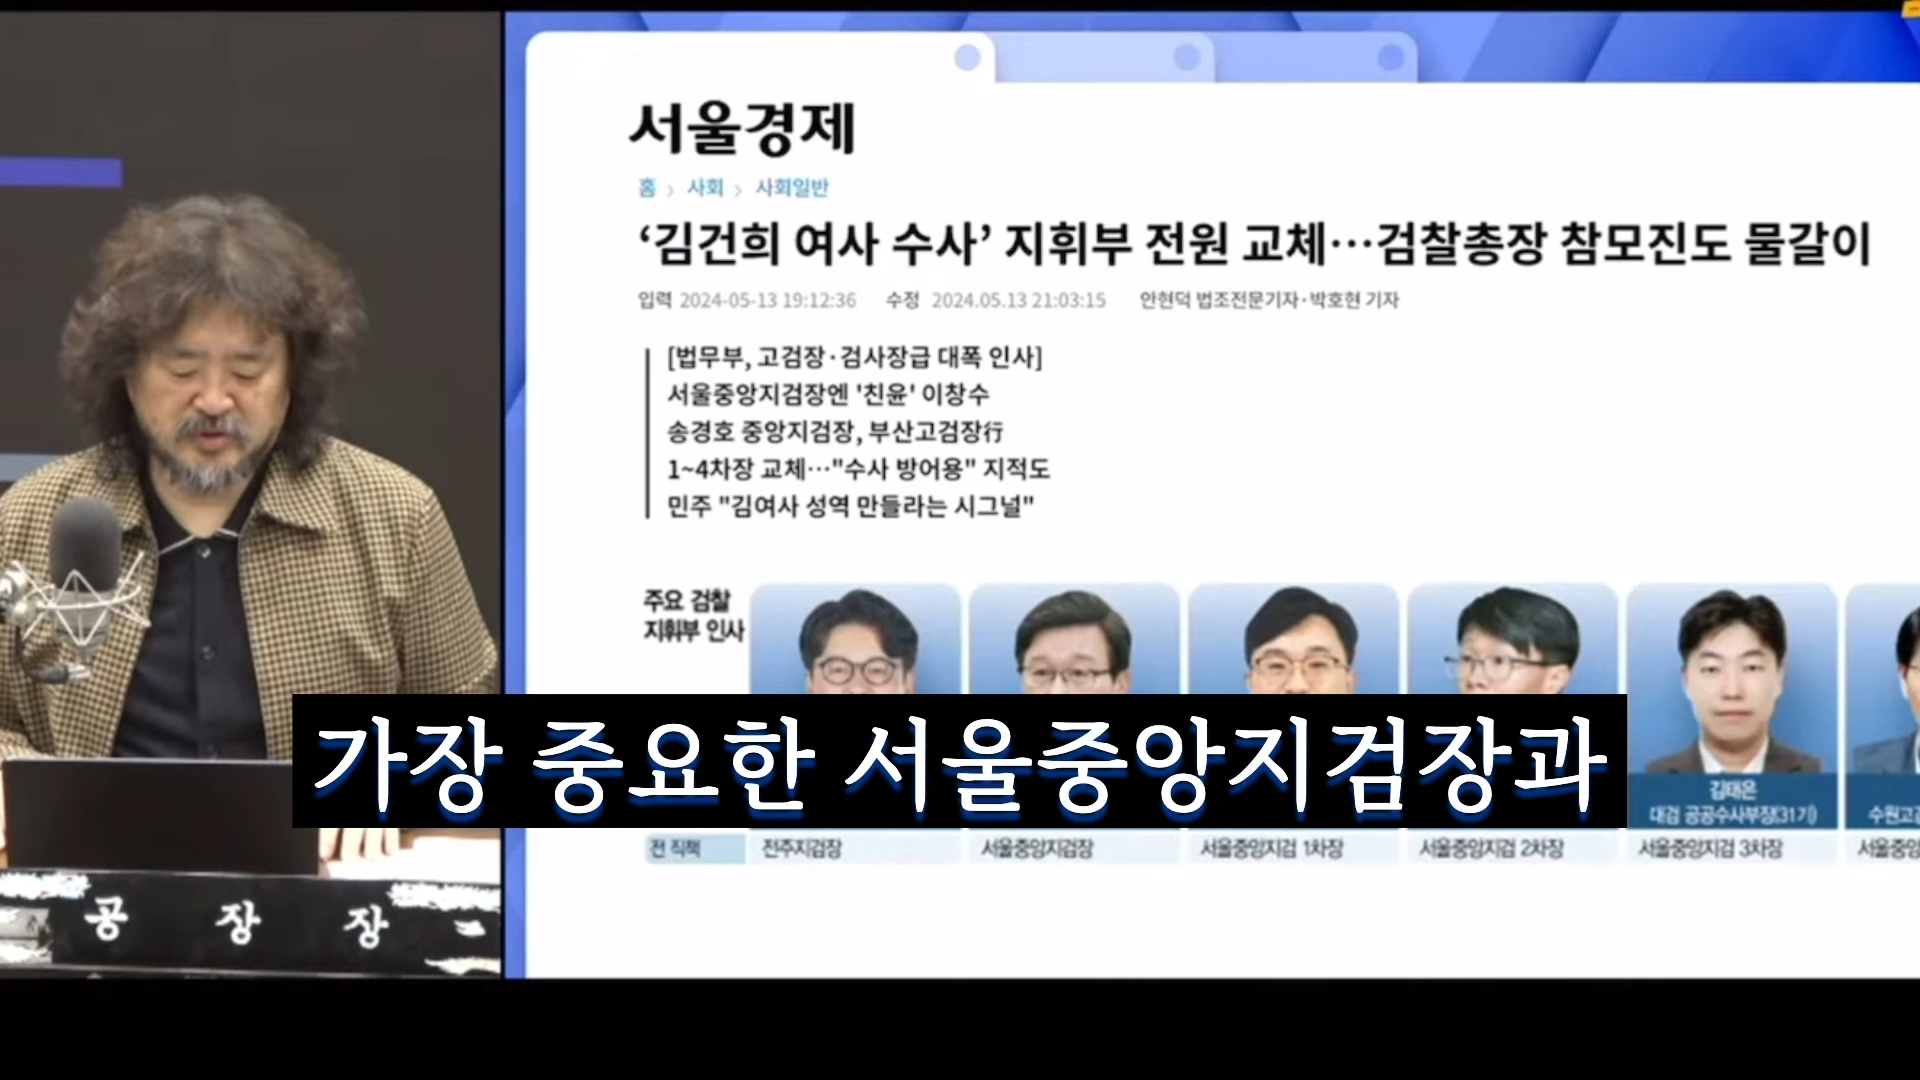 서울경제
홈 > 사회 > 사회일반
‘김건희 여사 수사’ 지휘부 전원 교체…검찰총장 참모진도 물갈이
입력 2024-05-13 19:12:36 수정 2024.05.13 21:03:15 안현덕 법조전문기자·박호현 기자
[법무부, 고검장·검사장급 대폭 인사]
서울중앙지검장엔 '친윤' 이창수
송경호 중앙지검장, 부산고검장行
1~4차장 교체…"수사 방어용" 지적도
민주 "김여사 성역 만들라는 시그널"
주요 검찰
지휘부 인사
가장 중요한 서울중앙지검장과
김태은
대검 공공수사부장(31기) 수원고검
전 직책 전주지검장 서울중앙지검장 서울중앙지검 1차장 서울중앙지검 2차장 서울중앙지검 3차장 서울중앙
공 장 장